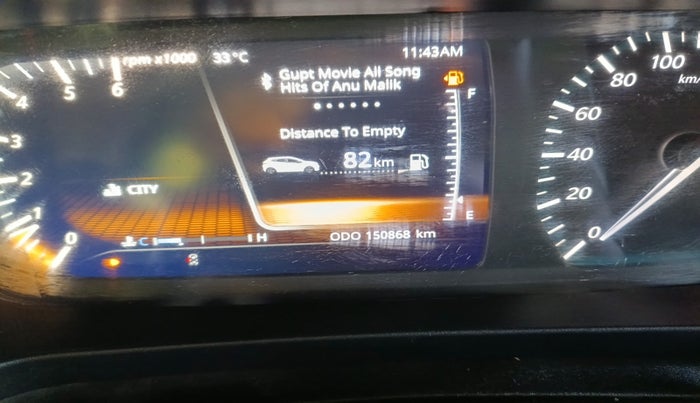 rpm x1000 33°C 11:43AM
Gupt Movie All Song
Hits Of Anu Malik
Distance To Empty
82 km
CITY
F
E
C H
ODO 150868 km
0
1
2
3
4
5
6
0
20
40
60
80
100
km/